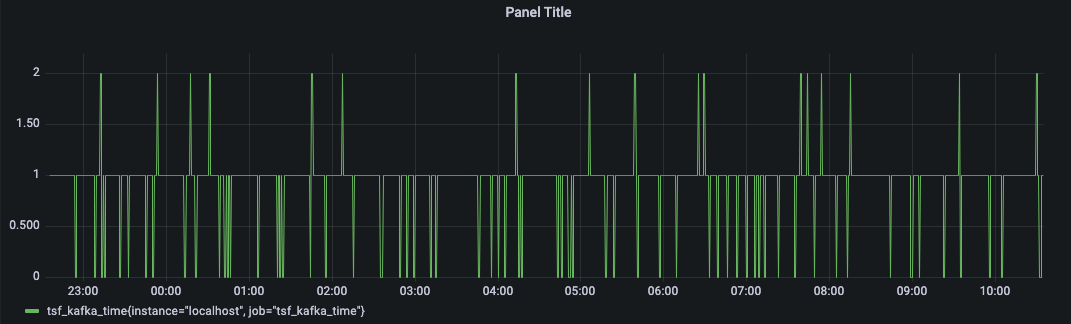 Panel Title
2
1.50
1
0.500
0
23:00 00:00 01:00 02:00 03:00 04:00 05:00 06:00 07:00 08:00 09:00 10:00
tsf_kafka_time{instance="localhost", job="tsf_kafka_time"}